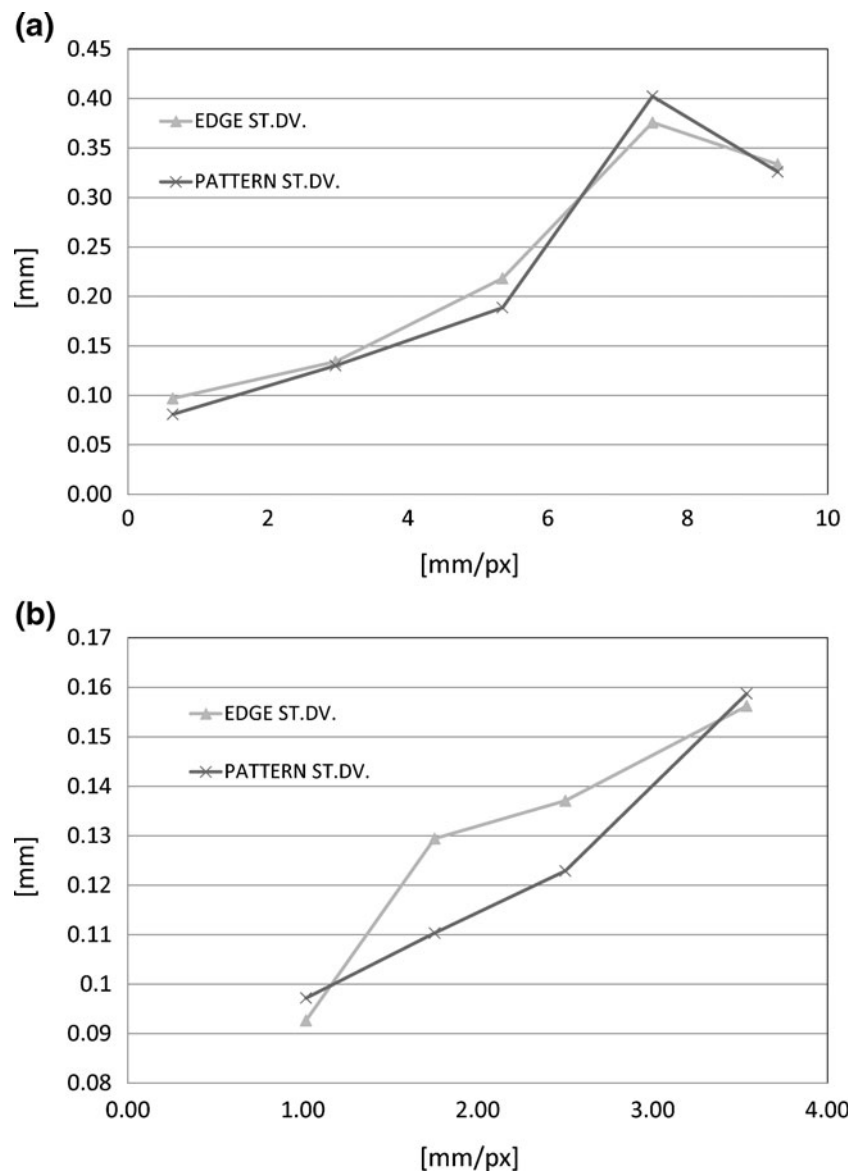 (a)
0.45
0.40
0.35
0.30
0.25
0.20
0.15
0.10
0.05
0.00
[mm]
EDGE ST.DV.
PATTERN ST.DV.
0 2 4 6 8 10
[mm/px]
(b)
0.17
0.16
0.15
0.14
0.13
0.12
0.11
0.1
0.09
0.08
[mm]
EDGE ST.DV.
PATTERN ST.DV.
0.00 1.00 2.00 3.00 4.00
[mm/px]